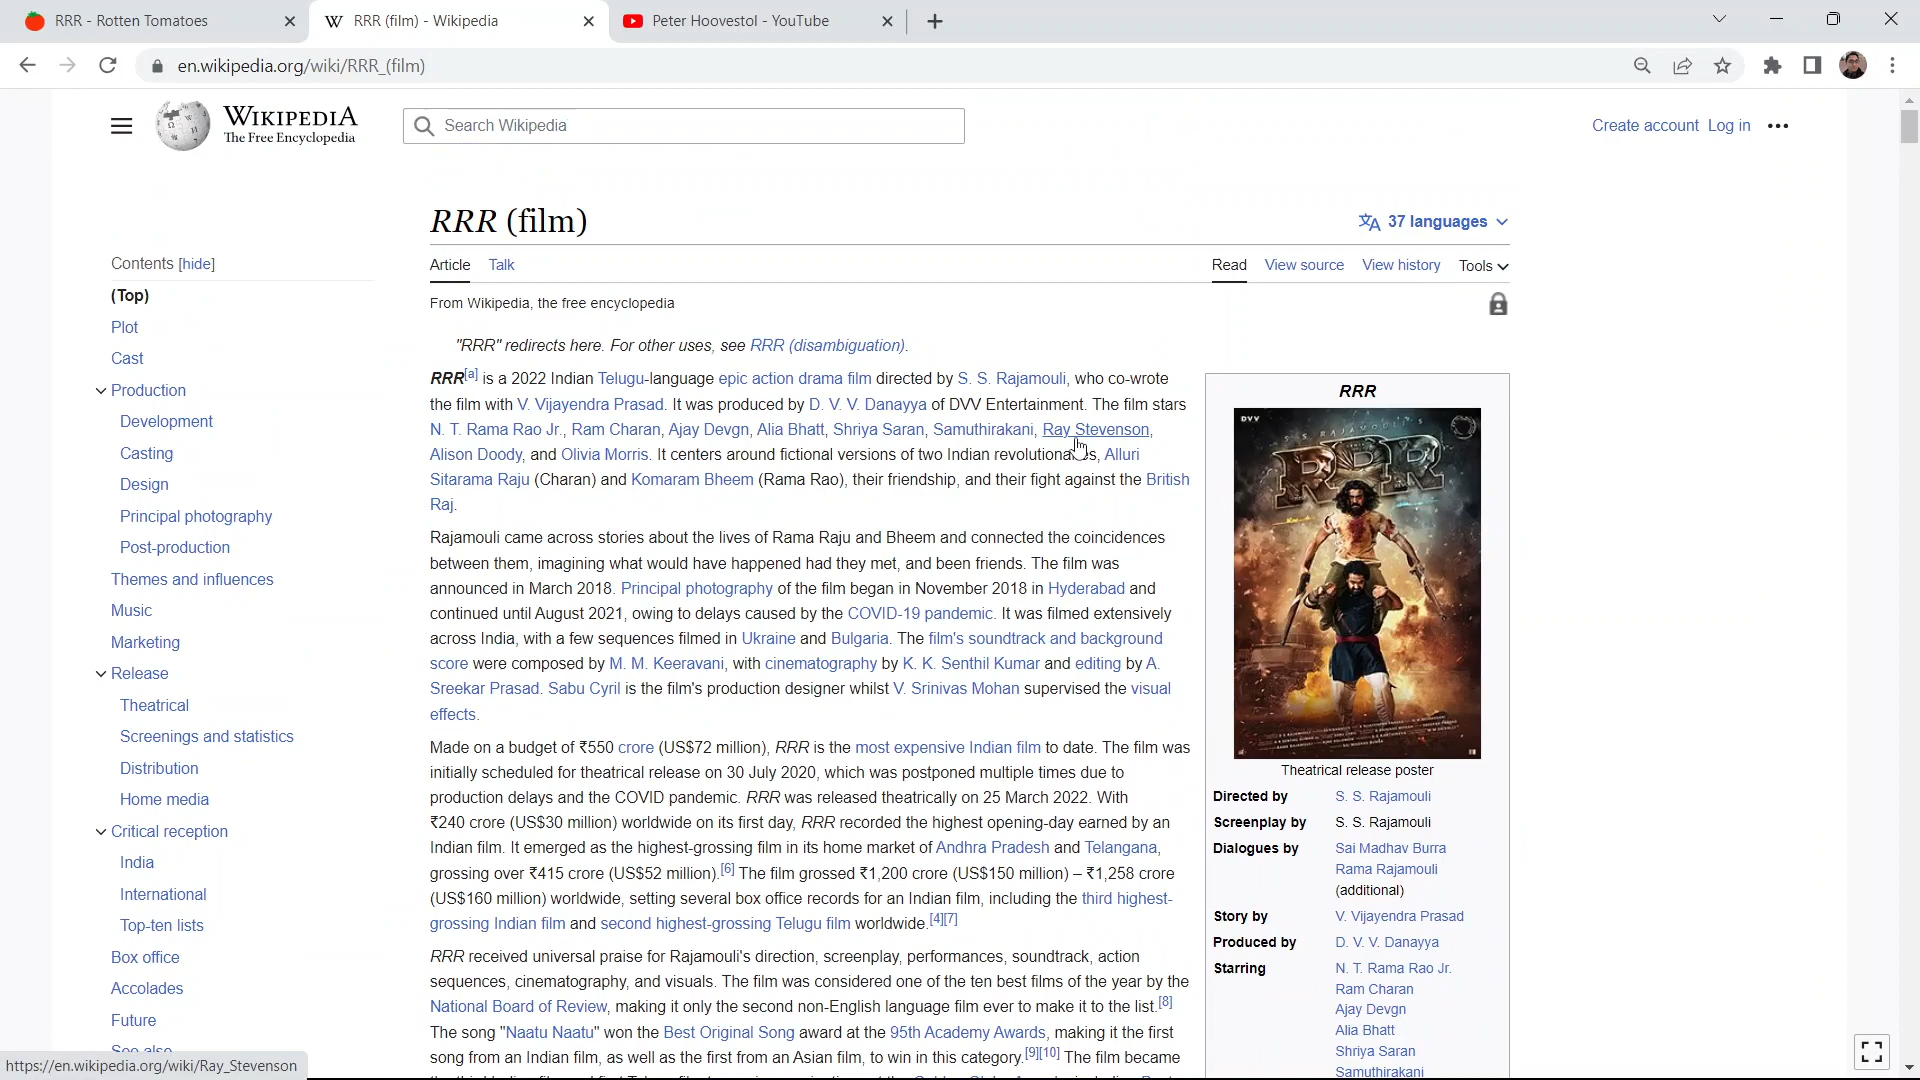 RRR - Rotten Tomatoes
RRR (film) - Wikipedia
Peter Hoovestol - YouTube
en.wikipedia.org/wiki/RRR_(film)
WIKIPEDIA
The Free Encyclopedia
Search Wikipedia
Create account Log in
RRR (film)
37 languages
Contents [hide]
Article Talk
Read View source View history Tools
(Top)
From Wikipedia, the free encyclopedia
Plot
Cast
Production
Development
Casting
Design
Principal photography
Post-production
Themes and influences
Music
Marketing
Release
Theatrical
Screenings and statistics
Distribution
Home media
Critical reception
India
International
Top-ten lists
Box office
Accolades
Future
See also
"RRR" redirects here. For other uses, see RRR (disambiguation).
RRR[a] is a 2022 Indian Telugu-language epic action drama film directed by S. S. Rajamouli, who co-wrote
the film with V. Vijayendra Prasad. It was produced by D. V. V. Danayya of DVV Entertainment. The film stars
N. T. Rama Rao Jr., Ram Charan, Ajay Devgn, Alia Bhatt, Shriya Saran, Samuthirakani, Ray Stevenson,
Alison Doody, and Olivia Morris. It centers around fictional versions of two Indian revolutionaries, Alluri
Sitarama Raju (Charan) and Komaram Bheem (Rama Rao), their friendship, and their fight against the British
Raj.
Rajamouli came across stories about the lives of Rama Raju and Bheem and connected the coincidences
between them, imagining what would have happened had they met, and been friends. The film was
announced in March 2018. Principal photography of the film began in November 2018 in Hyderabad and
continued until August 2021, owing to delays caused by the COVID-19 pandemic. It was filmed extensively
across India, with a few sequences filmed in Ukraine and Bulgaria. The film's soundtrack and background
score were composed by M. M. Keeravani, with cinematography by K. K. Senthil Kumar and editing by A.
Sreekar Prasad. Sabu Cyril is the film's production designer whilst V. Srinivas Mohan supervised the visual
effects.
Made on a budget of ₹550 crore (US$72 million), RRR is the most expensive Indian film to date. The film was
initially scheduled for theatrical release on 30 July 2020, which was postponed multiple times due to
production delays and the COVID pandemic. RRR was released theatrically on 25 March 2022. With
₹240 crore (US$30 million) worldwide on its first day, RRR recorded the highest opening-day earned by an
Indian film. It emerged as the highest-grossing film in its home market of Andhra Pradesh and Telangana,
grossing over ₹415 crore (US$52 million).[6] The film grossed ₹1,200 crore (US$150 million) – ₹1,258 crore
(US$160 million) worldwide, setting several box office records for an Indian film, including the third highest-
grossing Indian film and second highest-grossing Telugu film worldwide.[4][7]
RRR received universal praise for Rajamouli's direction, screenplay, performances, soundtrack, action
sequences, cinematography, and visuals. The film was considered one of the ten best films of the year by the
National Board of Review, making it only the second non-English language film ever to make it to the list.[8]
The song "Naatu Naatu" won the Best Original Song award at the 95th Academy Awards, making it the first
song from an Indian film, as well as the first from an Asian film, to win in this category.[9][10] The film became
RRR
DVV
S. S. RAJAMOULI'S
RRR
Theatrical release poster
Directed by S. S. Rajamouli
Screenplay by S. S. Rajamouli
Dialogues by Sai Madhav Burra
Rama Rajamouli
(additional)
Story by V. Vijayendra Prasad
Produced by D. V. V. Danayya
Starring N. T. Rama Rao Jr.
Ram Charan
Ajay Devgn
Alia Bhatt
Shriya Saran
Samuthirakani
https://en.wikipedia.org/wiki/Ray_Stevenson